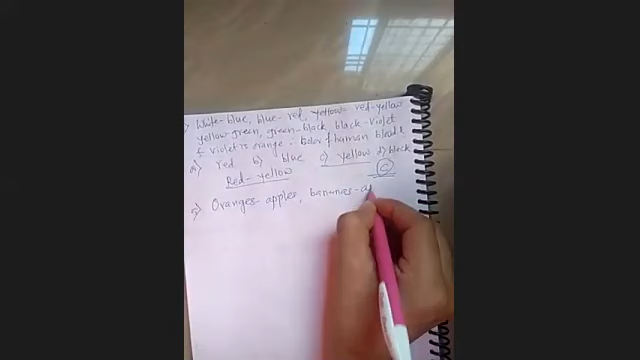 White-blue, blue-red, yellow- red-yellow
yellow-green, green-black, black-violet
& violet is orange : Color of human blood
a) red b) blue c) yellow d) black
Red-yellow (c)
Oranges-apples, bananas-a